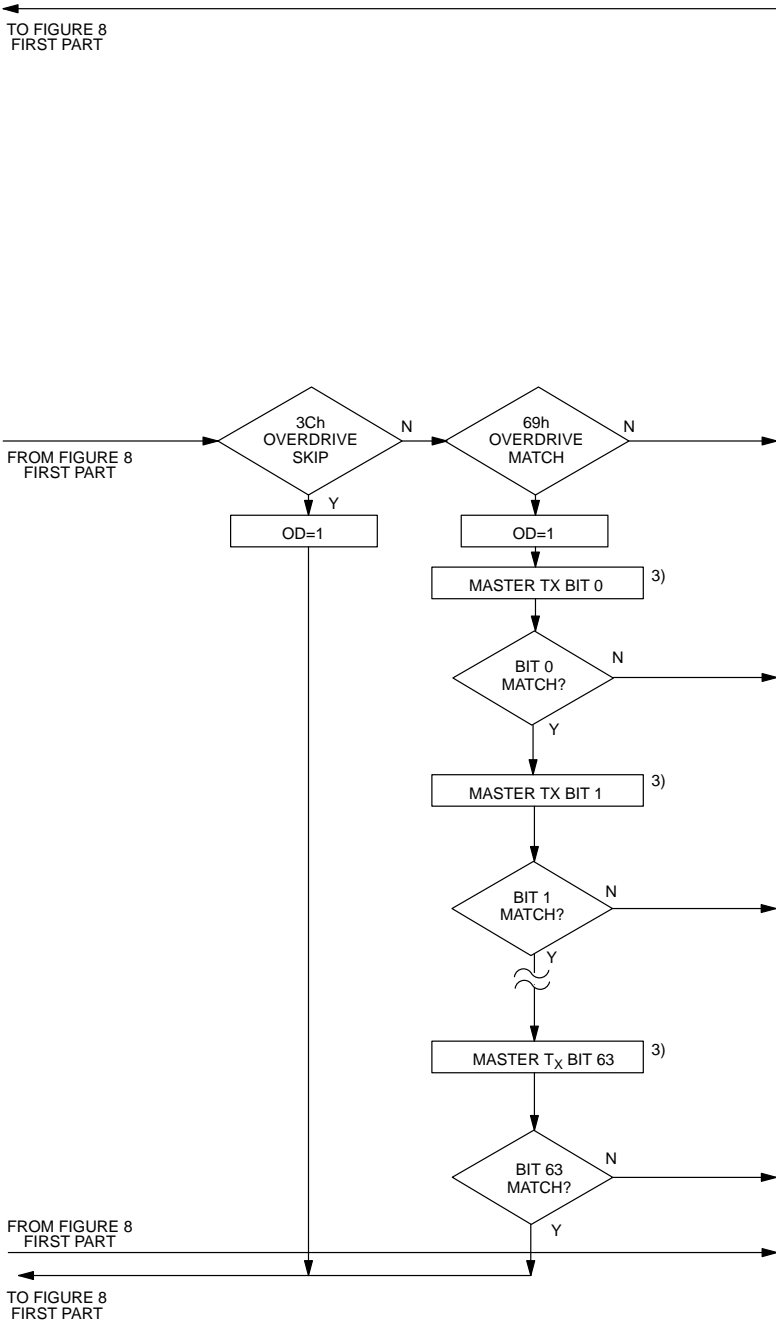 TO FIGURE 8
FIRST PART
3Ch
OVERDRIVE
SKIP
N
69h
OVERDRIVE
MATCH
N
FROM FIGURE 8
FIRST PART
Y
OD=1
OD=1
MASTER TX BIT 0
3)
BIT 0
MATCH?
N
Y
MASTER TX BIT 1
3)
BIT 1
MATCH?
N
Y
MASTER TX BIT 63
3)
BIT 63
MATCH?
N
Y
FROM FIGURE 8
FIRST PART
TO FIGURE 8
FIRST PART